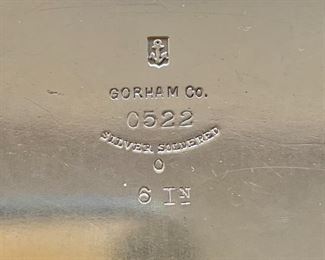 GORHAM CO.
0522
SILVER SOLDERED
0
6 IN